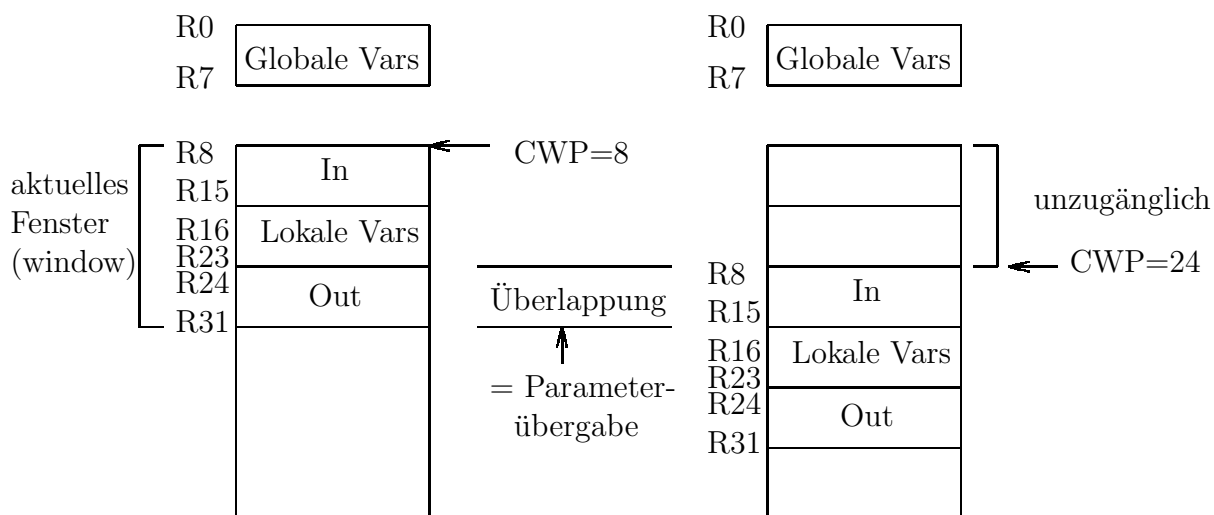 R0
Globale Vars
R7
R8
In
R15
R16
Lokale Vars
R23
R24
Out
R31
aktuelles
Fenster
(window)
CWP=8
Überlappung
= Parameter-
übergabe
R0
Globale Vars
R7
unzugänglich
CWP=24
R8
In
R15
R16
Lokale Vars
R23
R24
Out
R31